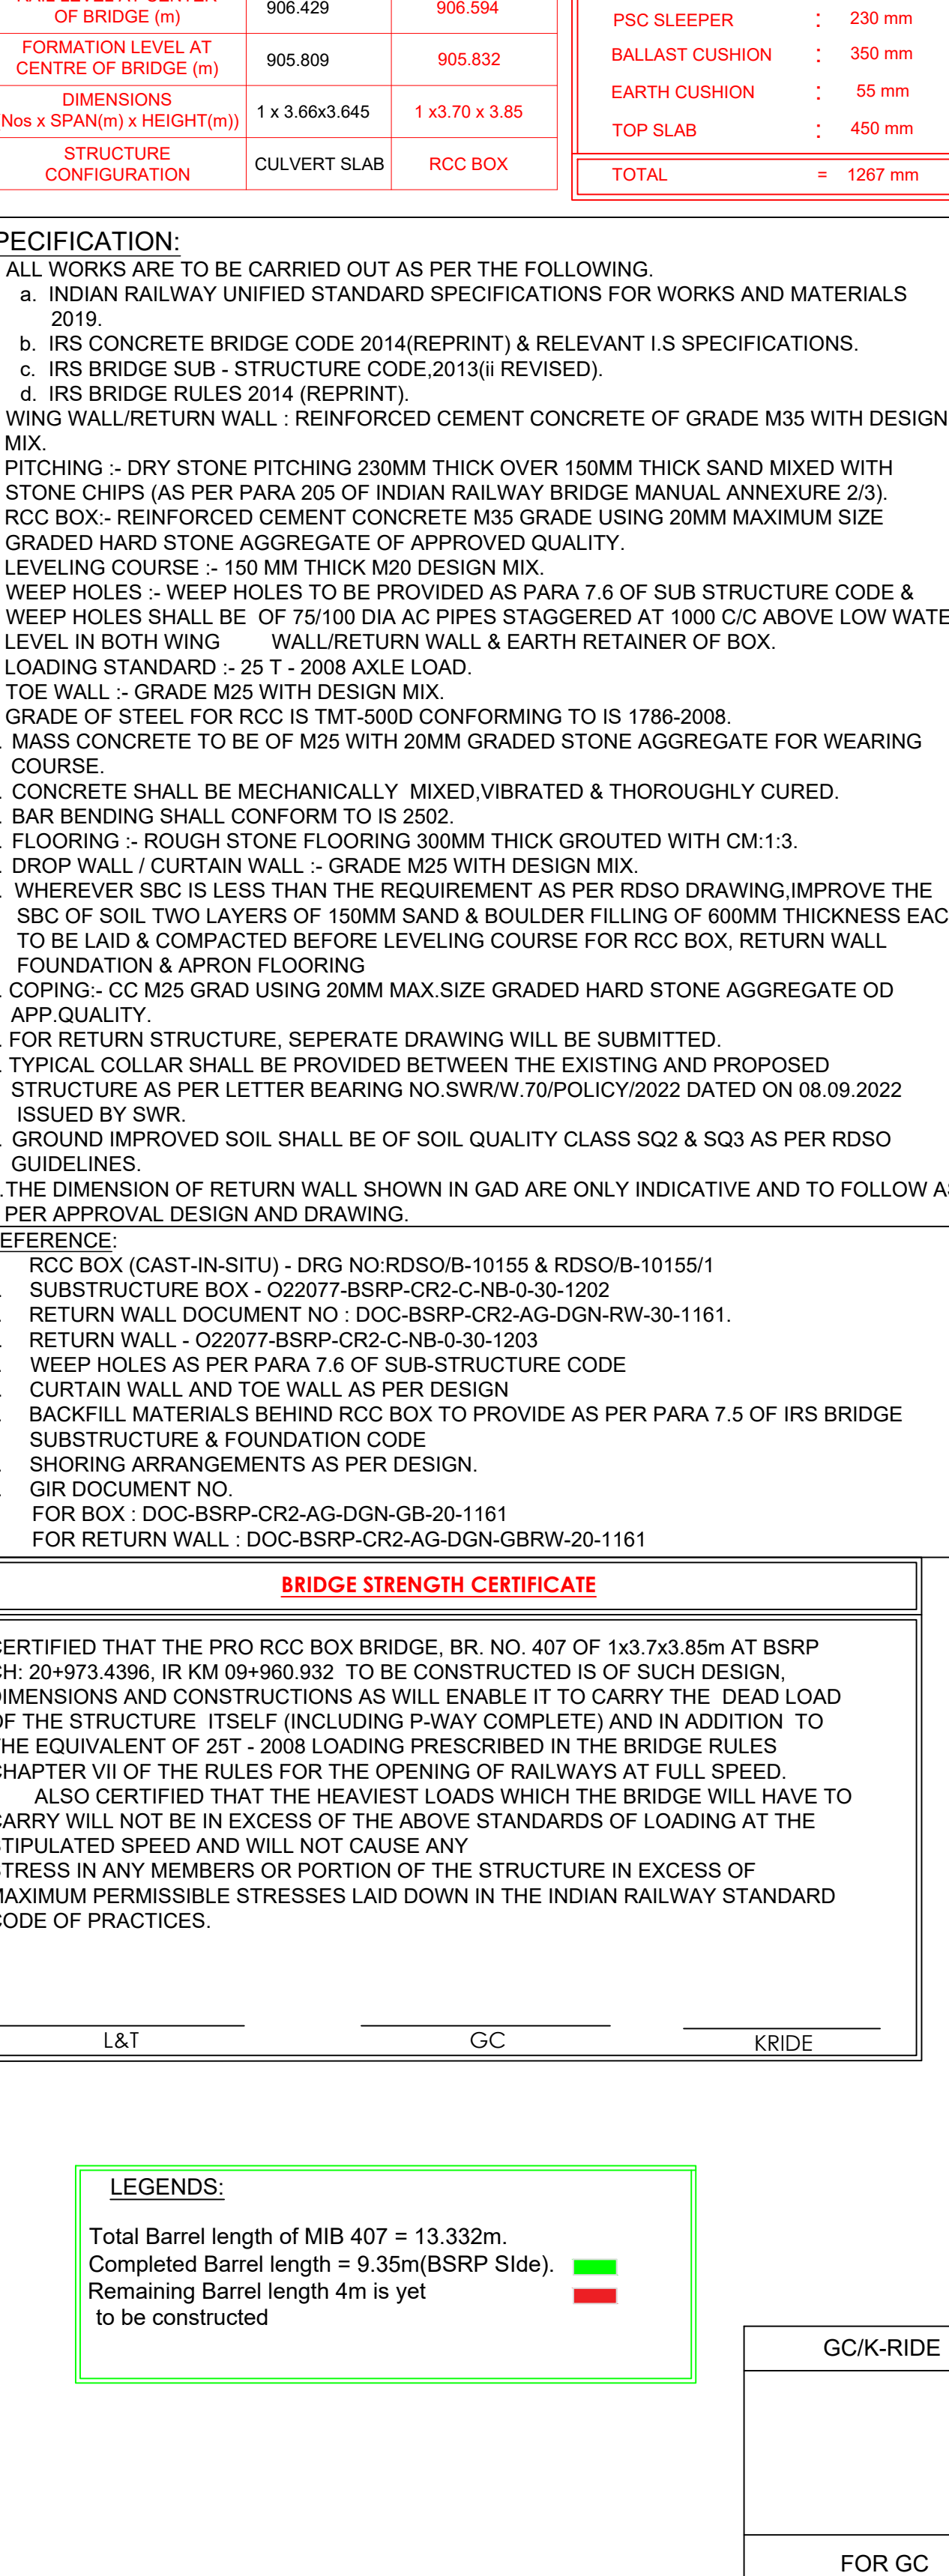 OF BRIDGE (m) 906.429 906.594
FORMATION LEVEL AT
CENTRE OF BRIDGE (m) 905.809 905.832
DIMENSIONS
Nos x SPAN(m) x HEIGHT(m)) 1 x 3.66x3.645 1 x3.70 x 3.85
STRUCTURE
CONFIGURATION CULVERT SLAB RCC BOX
PSC SLEEPER : 230 mm
BALLAST CUSHION : 350 mm
EARTH CUSHION : 55 mm
TOP SLAB : 450 mm
TOTAL = 1267 mm
PECIFICATION:
ALL WORKS ARE TO BE CARRIED OUT AS PER THE FOLLOWING.
a. INDIAN RAILWAY UNIFIED STANDARD SPECIFICATIONS FOR WORKS AND MATERIALS
2019.
b. IRS CONCRETE BRIDGE CODE 2014(REPRINT) & RELEVANT I.S SPECIFICATIONS.
c. IRS BRIDGE SUB - STRUCTURE CODE,2013(ii REVISED).
d. IRS BRIDGE RULES 2014 (REPRINT).
WING WALL/RETURN WALL : REINFORCED CEMENT CONCRETE OF GRADE M35 WITH DESIGN
MIX.
PITCHING :- DRY STONE PITCHING 230MM THICK OVER 150MM THICK SAND MIXED WITH
STONE CHIPS (AS PER PARA 205 OF INDIAN RAILWAY BRIDGE MANUAL ANNEXURE 2/3).
RCC BOX:- REINFORCED CEMENT CONCRETE M35 GRADE USING 20MM MAXIMUM SIZE
GRADED HARD STONE AGGREGATE OF APPROVED QUALITY.
LEVELING COURSE :- 150 MM THICK M20 DESIGN MIX.
WEEP HOLES :- WEEP HOLES TO BE PROVIDED AS PARA 7.6 OF SUB STRUCTURE CODE &
WEEP HOLES SHALL BE OF 75/100 DIA AC PIPES STAGGERED AT 1000 C/C ABOVE LOW WATE
LEVEL IN BOTH WING WALL/RETURN WALL & EARTH RETAINER OF BOX.
LOADING STANDARD :- 25 T - 2008 AXLE LOAD.
TOE WALL :- GRADE M25 WITH DESIGN MIX.
GRADE OF STEEL FOR RCC IS TMT-500D CONFORMING TO IS 1786-2008.
. MASS CONCRETE TO BE OF M25 WITH 20MM GRADED STONE AGGREGATE FOR WEARING
COURSE.
. CONCRETE SHALL BE MECHANICALLY MIXED,VIBRATED & THOROUGHLY CURED.
. BAR BENDING SHALL CONFORM TO IS 2502.
. FLOORING :- ROUGH STONE FLOORING 300MM THICK GROUTED WITH CM:1:3.
. DROP WALL / CURTAIN WALL :- GRADE M25 WITH DESIGN MIX.
. WHEREVER SBC IS LESS THAN THE REQUIREMENT AS PER RDSO DRAWING,IMPROVE THE
SBC OF SOIL TWO LAYERS OF 150MM SAND & BOULDER FILLING OF 600MM THICKNESS EAC
TO BE LAID & COMPACTED BEFORE LEVELING COURSE FOR RCC BOX, RETURN WALL
FOUNDATION & APRON FLOORING
. COPING:- CC M25 GRAD USING 20MM MAX.SIZE GRADED HARD STONE AGGREGATE OD
APP.QUALITY.
. FOR RETURN STRUCTURE, SEPERATE DRAWING WILL BE SUBMITTED.
. TYPICAL COLLAR SHALL BE PROVIDED BETWEEN THE EXISTING AND PROPOSED
STRUCTURE AS PER LETTER BEARING NO.SWR/W.70/POLICY/2022 DATED ON 08.09.2022
ISSUED BY SWR.
. GROUND IMPROVED SOIL SHALL BE OF SOIL QUALITY CLASS SQ2 & SQ3 AS PER RDSO
GUIDELINES.
.THE DIMENSION OF RETURN WALL SHOWN IN GAD ARE ONLY INDICATIVE AND TO FOLLOW AS
PER APPROVAL DESIGN AND DRAWING.
EFERENCE:
RCC BOX (CAST-IN-SITU) - DRG NO:RDSO/B-10155 & RDSO/B-10155/1
. SUBSTRUCTURE BOX - O22077-BSRP-CR2-C-NB-0-30-1202
. RETURN WALL DOCUMENT NO : DOC-BSRP-CR2-AG-DGN-RW-30-1161.
. RETURN WALL - O22077-BSRP-CR2-C-NB-0-30-1203
. WEEP HOLES AS PER PARA 7.6 OF SUB-STRUCTURE CODE
. CURTAIN WALL AND TOE WALL AS PER DESIGN
. BACKFILL MATERIALS BEHIND RCC BOX TO PROVIDE AS PER PARA 7.5 OF IRS BRIDGE
SUBSTRUCTURE & FOUNDATION CODE
. SHORING ARRANGEMENTS AS PER DESIGN.
. GIR DOCUMENT NO.
FOR BOX : DOC-BSRP-CR2-AG-DGN-GB-20-1161
FOR RETURN WALL : DOC-BSRP-CR2-AG-DGN-GBRW-20-1161
BRIDGE STRENGTH CERTIFICATE
CERTIFIED THAT THE PRO RCC BOX BRIDGE, BR. NO. 407 OF 1x3.7x3.85m AT BSRP
CH: 20+973.4396, IR KM 09+960.932 TO BE CONSTRUCTED IS OF SUCH DESIGN,
DIMENSIONS AND CONSTRUCTIONS AS WILL ENABLE IT TO CARRY THE DEAD LOAD
OF THE STRUCTURE ITSELF (INCLUDING P-WAY COMPLETE) AND IN ADDITION TO
THE EQUIVALENT OF 25T - 2008 LOADING PRESCRIBED IN THE BRIDGE RULES
CHAPTER VII OF THE RULES FOR THE OPENING OF RAILWAYS AT FULL SPEED.
ALSO CERTIFIED THAT THE HEAVIEST LOADS WHICH THE BRIDGE WILL HAVE TO
CARRY WILL NOT BE IN EXCESS OF THE ABOVE STANDARDS OF LOADING AT THE
STIPULATED SPEED AND WILL NOT CAUSE ANY
STRESS IN ANY MEMBERS OR PORTION OF THE STRUCTURE IN EXCESS OF
MAXIMUM PERMISSIBLE STRESSES LAID DOWN IN THE INDIAN RAILWAY STANDARD
CODE OF PRACTICES.
L&T GC KRIDE
LEGENDS:
Total Barrel length of MIB 407 = 13.332m.
Completed Barrel length = 9.35m(BSRP SIde).
Remaining Barrel length 4m is yet
to be constructed
GC/K-RIDE
FOR GC